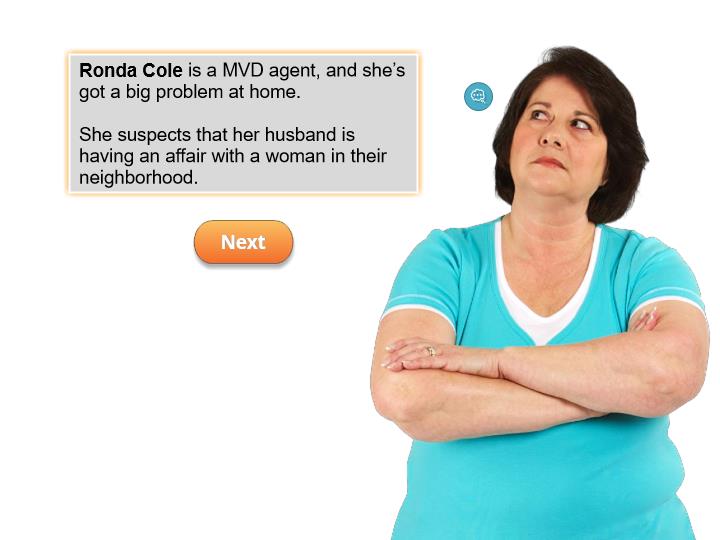 Ronda Cole is a MVD agent, and she's
got a big problem at home.
She suspects that her husband is
having an affair with a woman in their
neighborhood.
Next